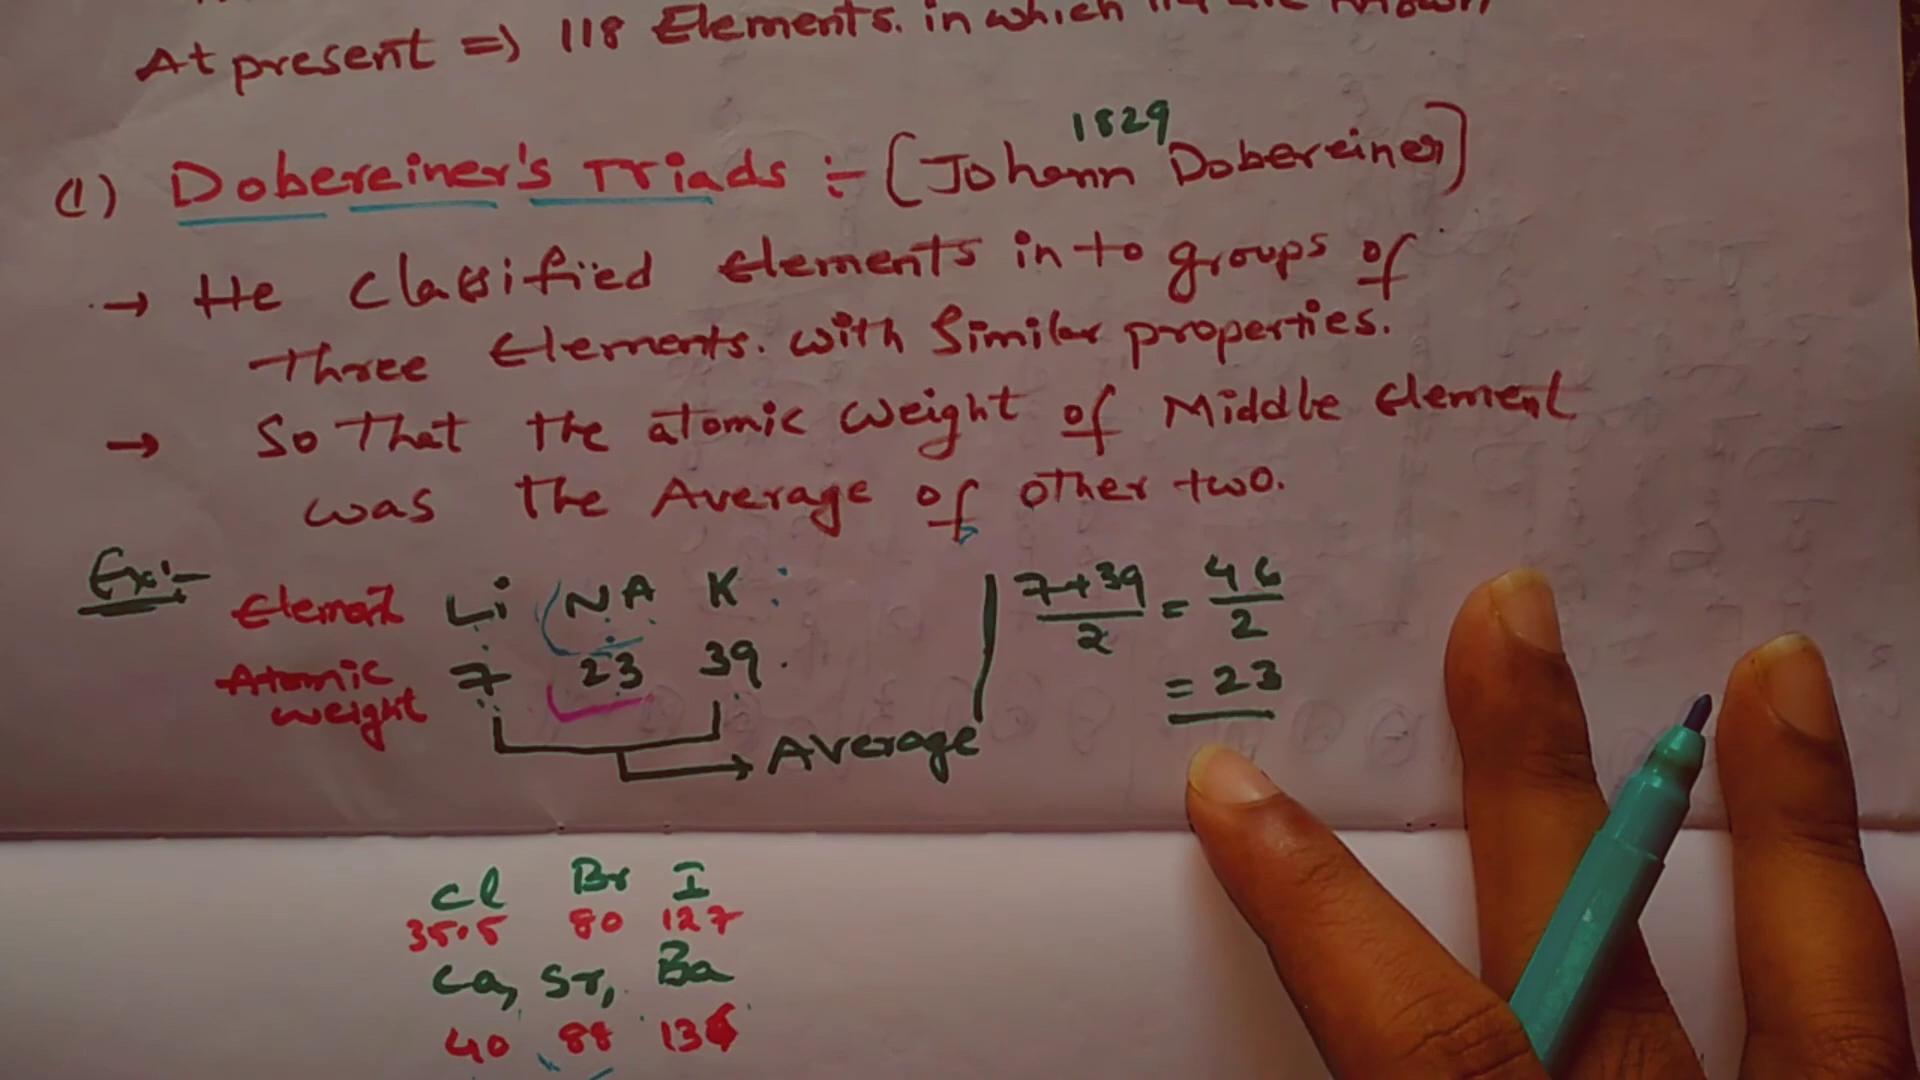 At present => 118 Elements. in which
1829
(1) Dobereiner's Triads :- [Johann Dobereiner]
→ He classified Elements in to groups of
Three Elements. with Similar properties.
→ So That the atomic weight of Middle Element
was the Average of other two.
Ex:-
Element Li NA K :
Atomic weight 7 23 39.
Average
7+39/2 = 46/2
= 23
Cl Br I
35.5 80 127
Ca, Sr, Ba
40 88